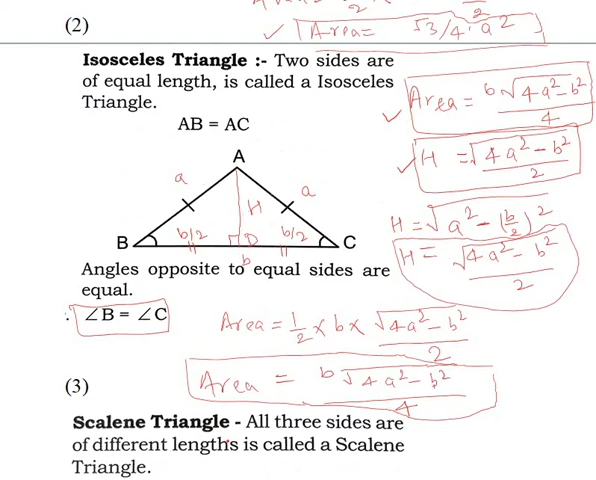 (2)
✓ Area = √3/4 · a²
Isosceles Triangle :- Two sides are
of equal length, is called a Isosceles
Triangle.
AB = AC
✓ Area = b√4a²-b²/4
✓ H = √4a² - b²/2
A
a
a
H
H = √a² - (b/2)²
b/2
D
b/2
B
C
b
H = √4a² - b²/2
Angles opposite to equal sides are
equal.
∴ ∠B = ∠C
Area = 1/2 × b × √4a² - b²/2
Area = b√4a² - b²/4
(3)
Scalene Triangle - All three sides are
of different lengths is called a Scalene
Triangle.